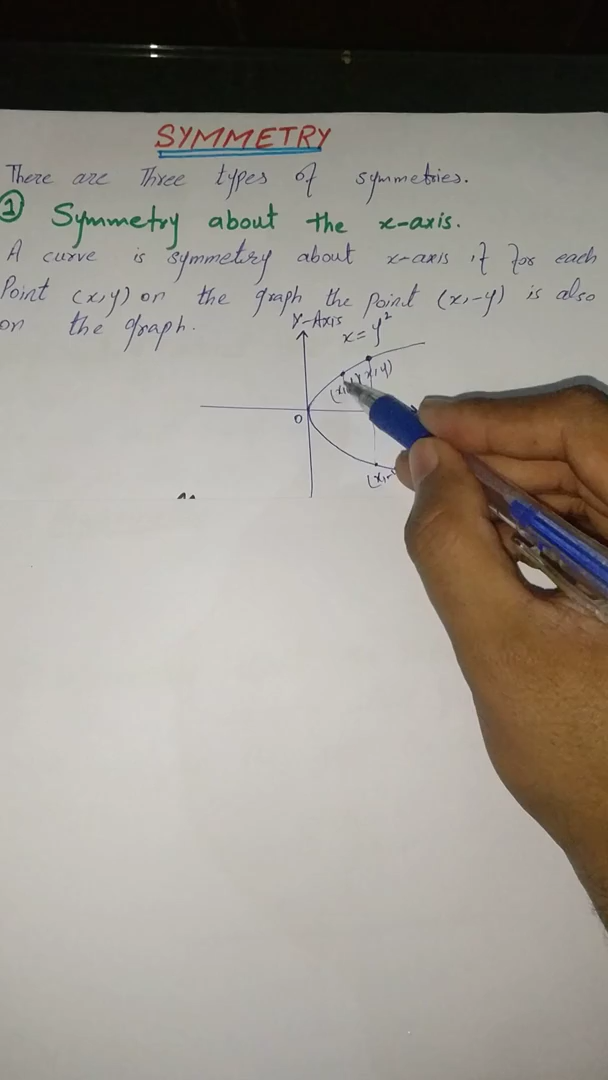 SYMMETRY
There are Three types of symmetries.
1 Symmetry about the x-axis.
A curve is symmetry about x-axis if for each
Point (x,y) on the graph the point (x,-y) is also
on the graph.
Y-Axis
x = y²
(x,y)
O